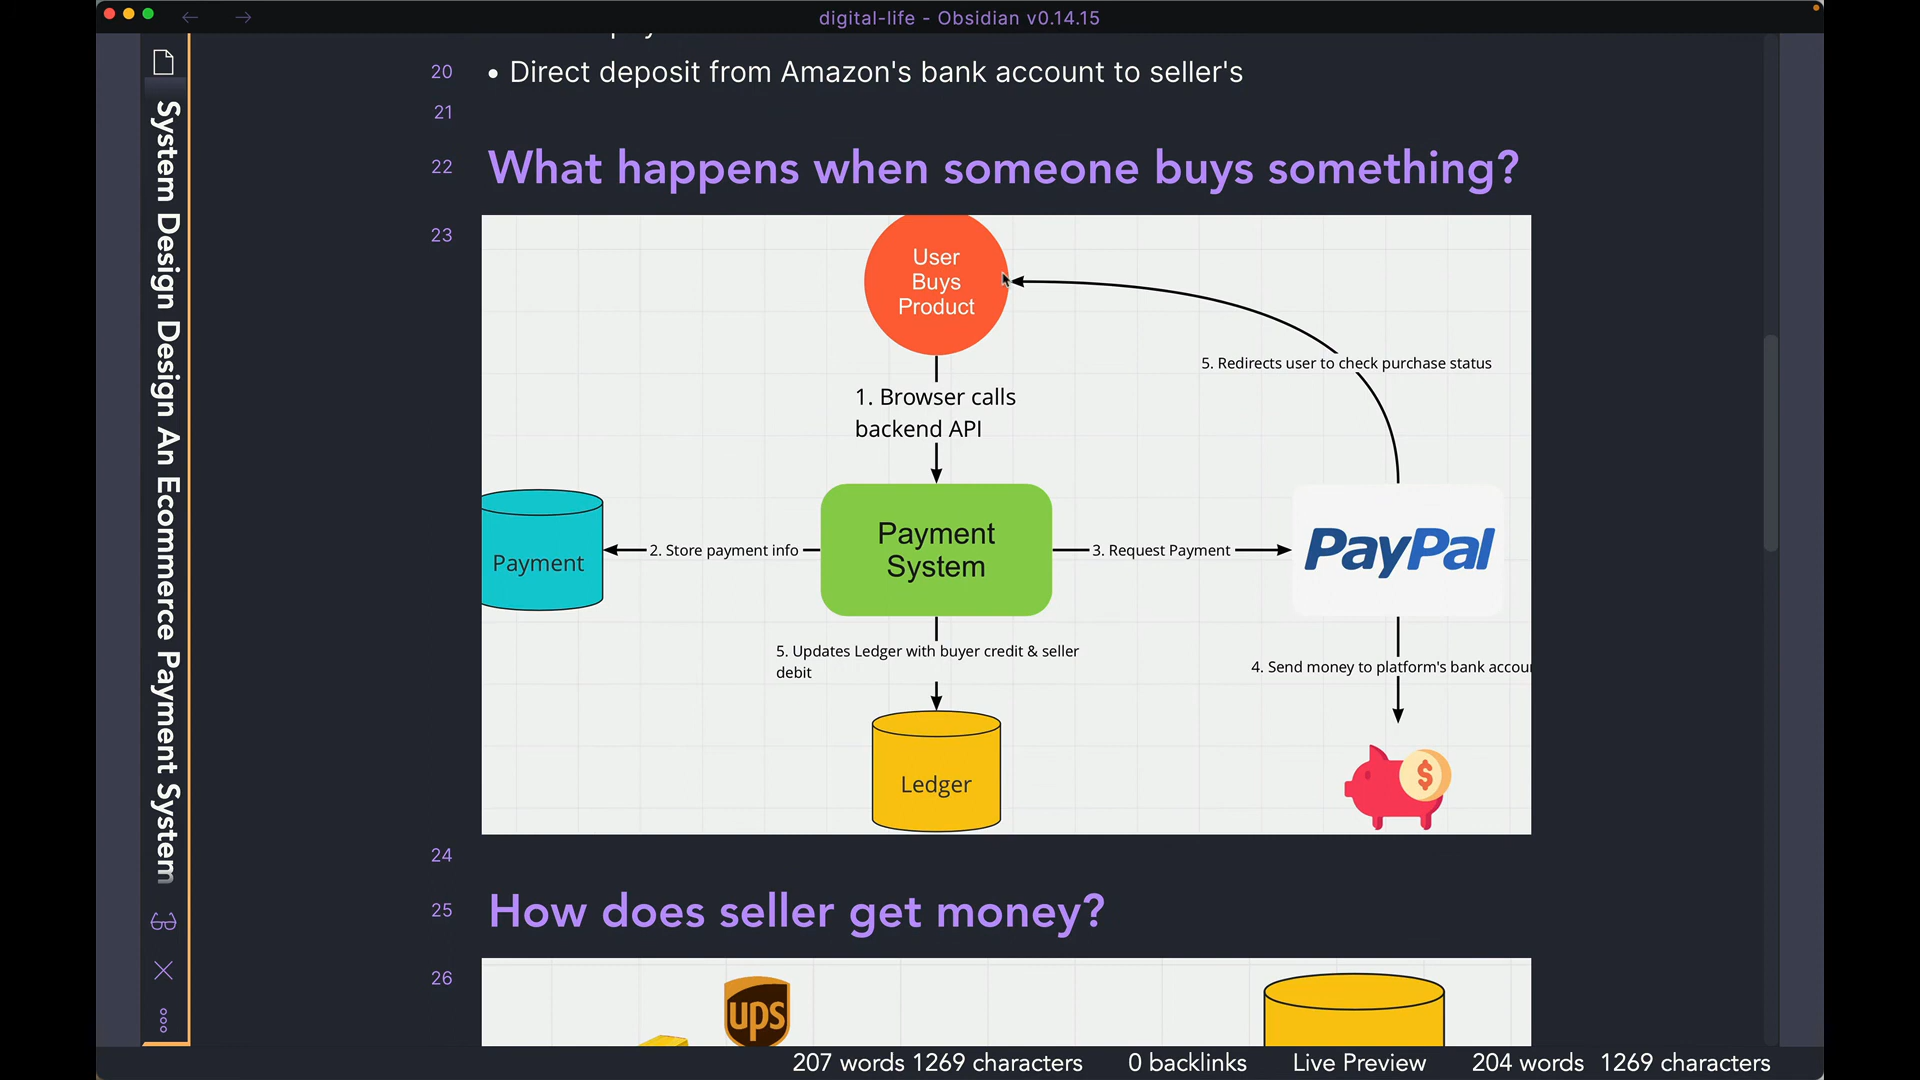 digital-life - Obsidian v0.14.15
System Design Design An Ecommerce Payment System
20
• Direct deposit from Amazon's bank account to seller's
21
22
What happens when someone buys something?
23
User
Buys
Product
5. Redirects user to check purchase status
1. Browser calls
backend API
Payment
2. Store payment info
Payment
System
3. Request Payment
PayPal
5. Updates Ledger with buyer credit & seller
debit
4. Send money to platform's bank
Ledger
$
24
25
How does seller get money?
26
ups
207 words 1269 characters
0 backlinks
Live Preview
204 words
1269 characters